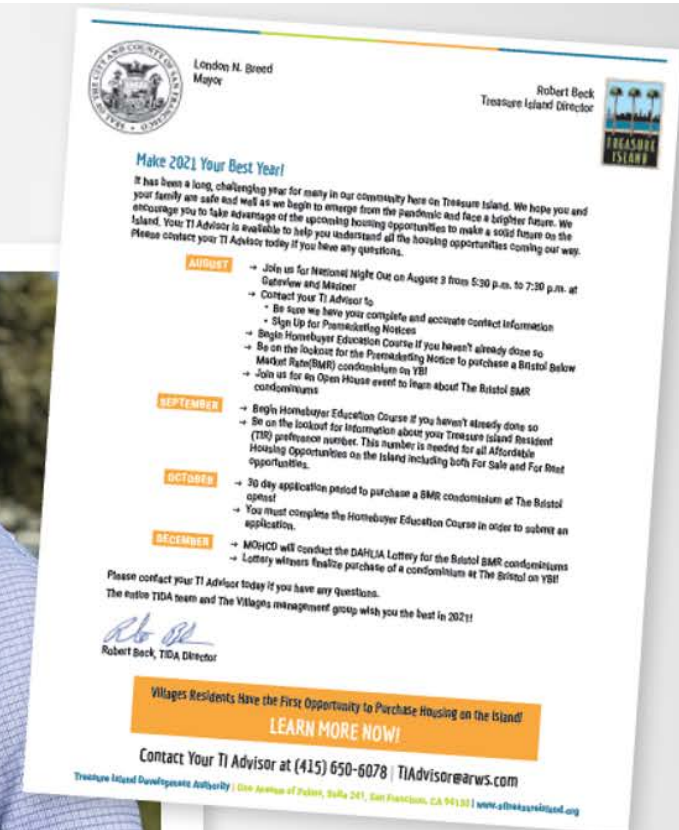 London N. Breed
Mayor
Robert Beck
Treasure Island Director
TREASURE
ISLAND
Make 2021 Your Best Year!
It has been a long, challenging year for many in our community here on Treasure Island. We hope you and
your family are safe and well as we begin to emerge from the pandemic and face a brighter future. We
encourage you to take advantage of the upcoming housing opportunities to make a solid future on the
Island. Your TI Advisor is available to help you understand all the housing opportunities coming our way.
Please contact your TI Advisor today if you have any questions.
AUGUST
→ Join us for National Night Out on August 3 from 5:30 p.m. to 7:30 p.m. at
Gateview and Mariner
→ Contact your TI Advisor to
• Be sure we have your complete and accurate contact information
• Sign Up for Premarketing Notices
→ Begin Homebuyer Education Course if you haven't already done so
→ Be on the lookout for the Premarketing Notice to purchase a Bristol Below
Market Rate(BMR) condominium on YBI
→ Join us for an Open House event to learn about The Bristol BMR
condominiums
SEPTEMBER
→ Begin Homebuyer Education Course if you haven't already done so
→ Be on the lookout for information about your Treasure Island Resident
(TIR) preference number. This number is needed for all Affordable
Housing Opportunities on the Island including both For Sale and For Rent
opportunities.
OCTOBER
→ 30 day application period to purchase a BMR condominium at The Bristol
opens!
→ You must complete the Homebuyer Education Course in order to submit an
application.
DECEMBER
→ MOHCD will conduct the DAHLIA Lottery for the Bristol BMR condominiums
→ Lottery winners finalize purchase of a condominium at The Bristol on YBI!
Please contact your TI Advisor today if you have any questions.
The entire TIDA team and The Villages management group wish you the best in 2021!
Robert Beck, TIDA Director
Villages Residents Have the First Opportunity to Purchase Housing on the Island!
LEARN MORE NOW!
Contact Your TI Advisor at (415) 650-6078 | TIAdvisor@arws.com
Treasure Island Development Authority | One Avenue of Palms, Suite 241, San Francisco, CA 94130 | www.sftreasureisland.org